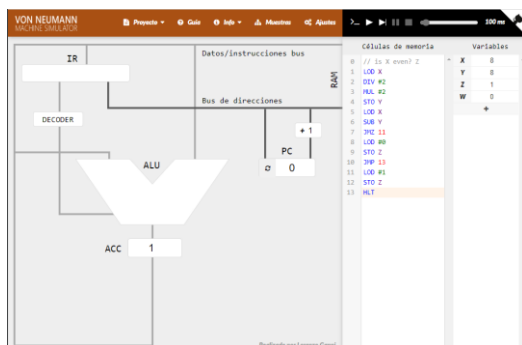 VON NEUMANN
MACHINE SIMULATOR
Proyecto
Guia
Info
Muestras
Ajustes
100 ms
IR
Datos/instrucciones bus
RAM
Bus de direcciones
DECODER
+ 1
PC
0
ALU
ACC
1
Células de memoria
0 // is X even? Z
1 LOD X
2 DIV #2
3 MUL #2
4 STO Y
5 LOD X
6 SUB Y
7 JMZ 11
8 LOD #0
9 STO Z
10 JMP 13
11 LOD #1
12 STO Z
13 HLT
Variables
X 8
Y 8
Z 1
W 0
+